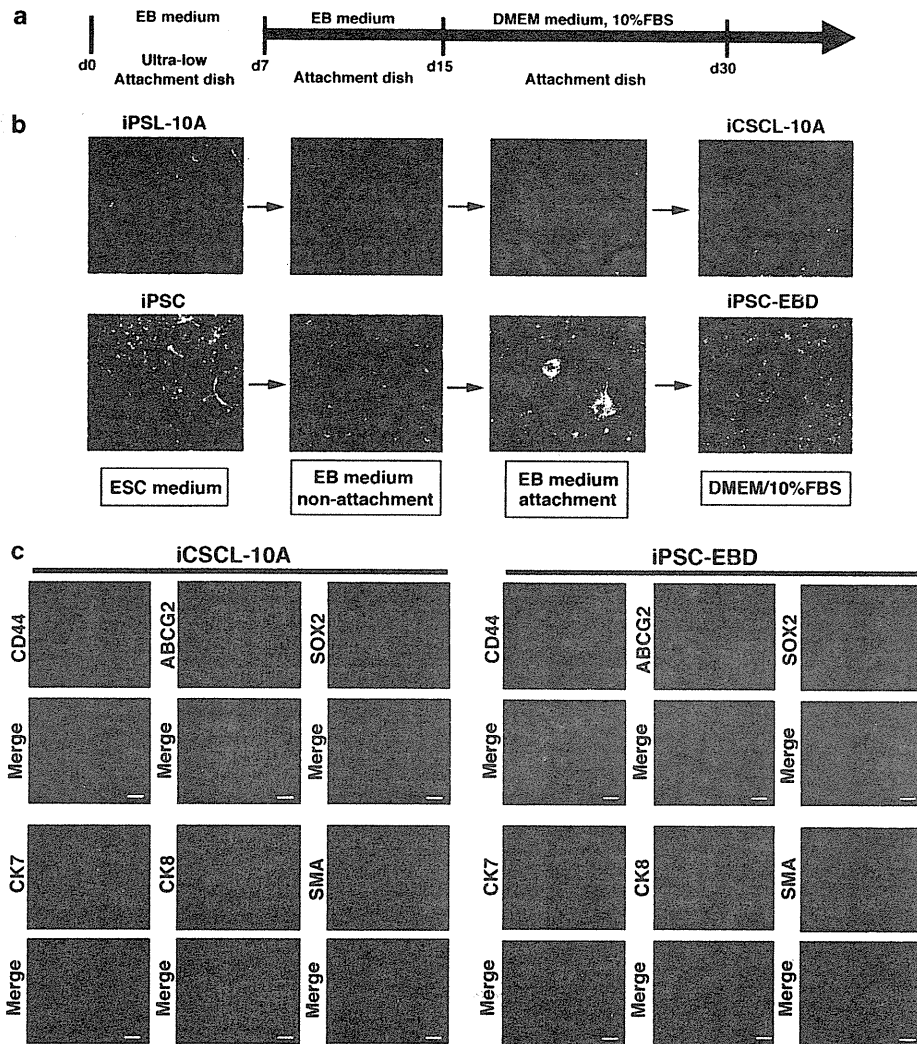 a
EB medium
EB medium
DMEM medium, 10%FBS
d0
Ultra-low
Attachment dish
d7
Attachment dish
d15
Attachment dish
d30
b
iPSL-10A
iCSCL-10A
iPSC
iPSC-EBD
ESC medium
EB medium
non-attachment
EB medium
attachment
DMEM/10%FBS
c
iCSCL-10A
iPSC-EBD
CD44
ABCG2
SOX2
CD44
ABCG2
SOX2
Merge
Merge
Merge
Merge
Merge
Merge
CK7
CK8
SMA
CK7
CK8
SMA
Merge
Merge
Merge
Merge
Merge
Merge